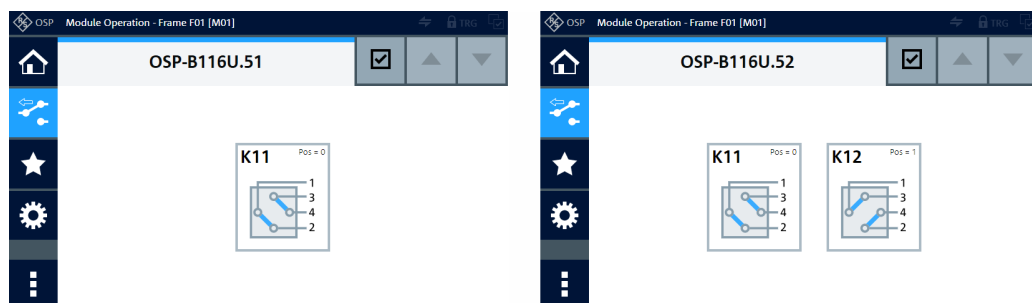 OSP Module Operation - Frame F01 [M01] TRG
OSP-B116U.51
K11 Pos = 0
1
3
4
2
OSP Module Operation - Frame F01 [M01] TRG
OSP-B116U.52
K11 Pos = 0
1
3
4
2
K12 Pos = 1
1
3
4
2